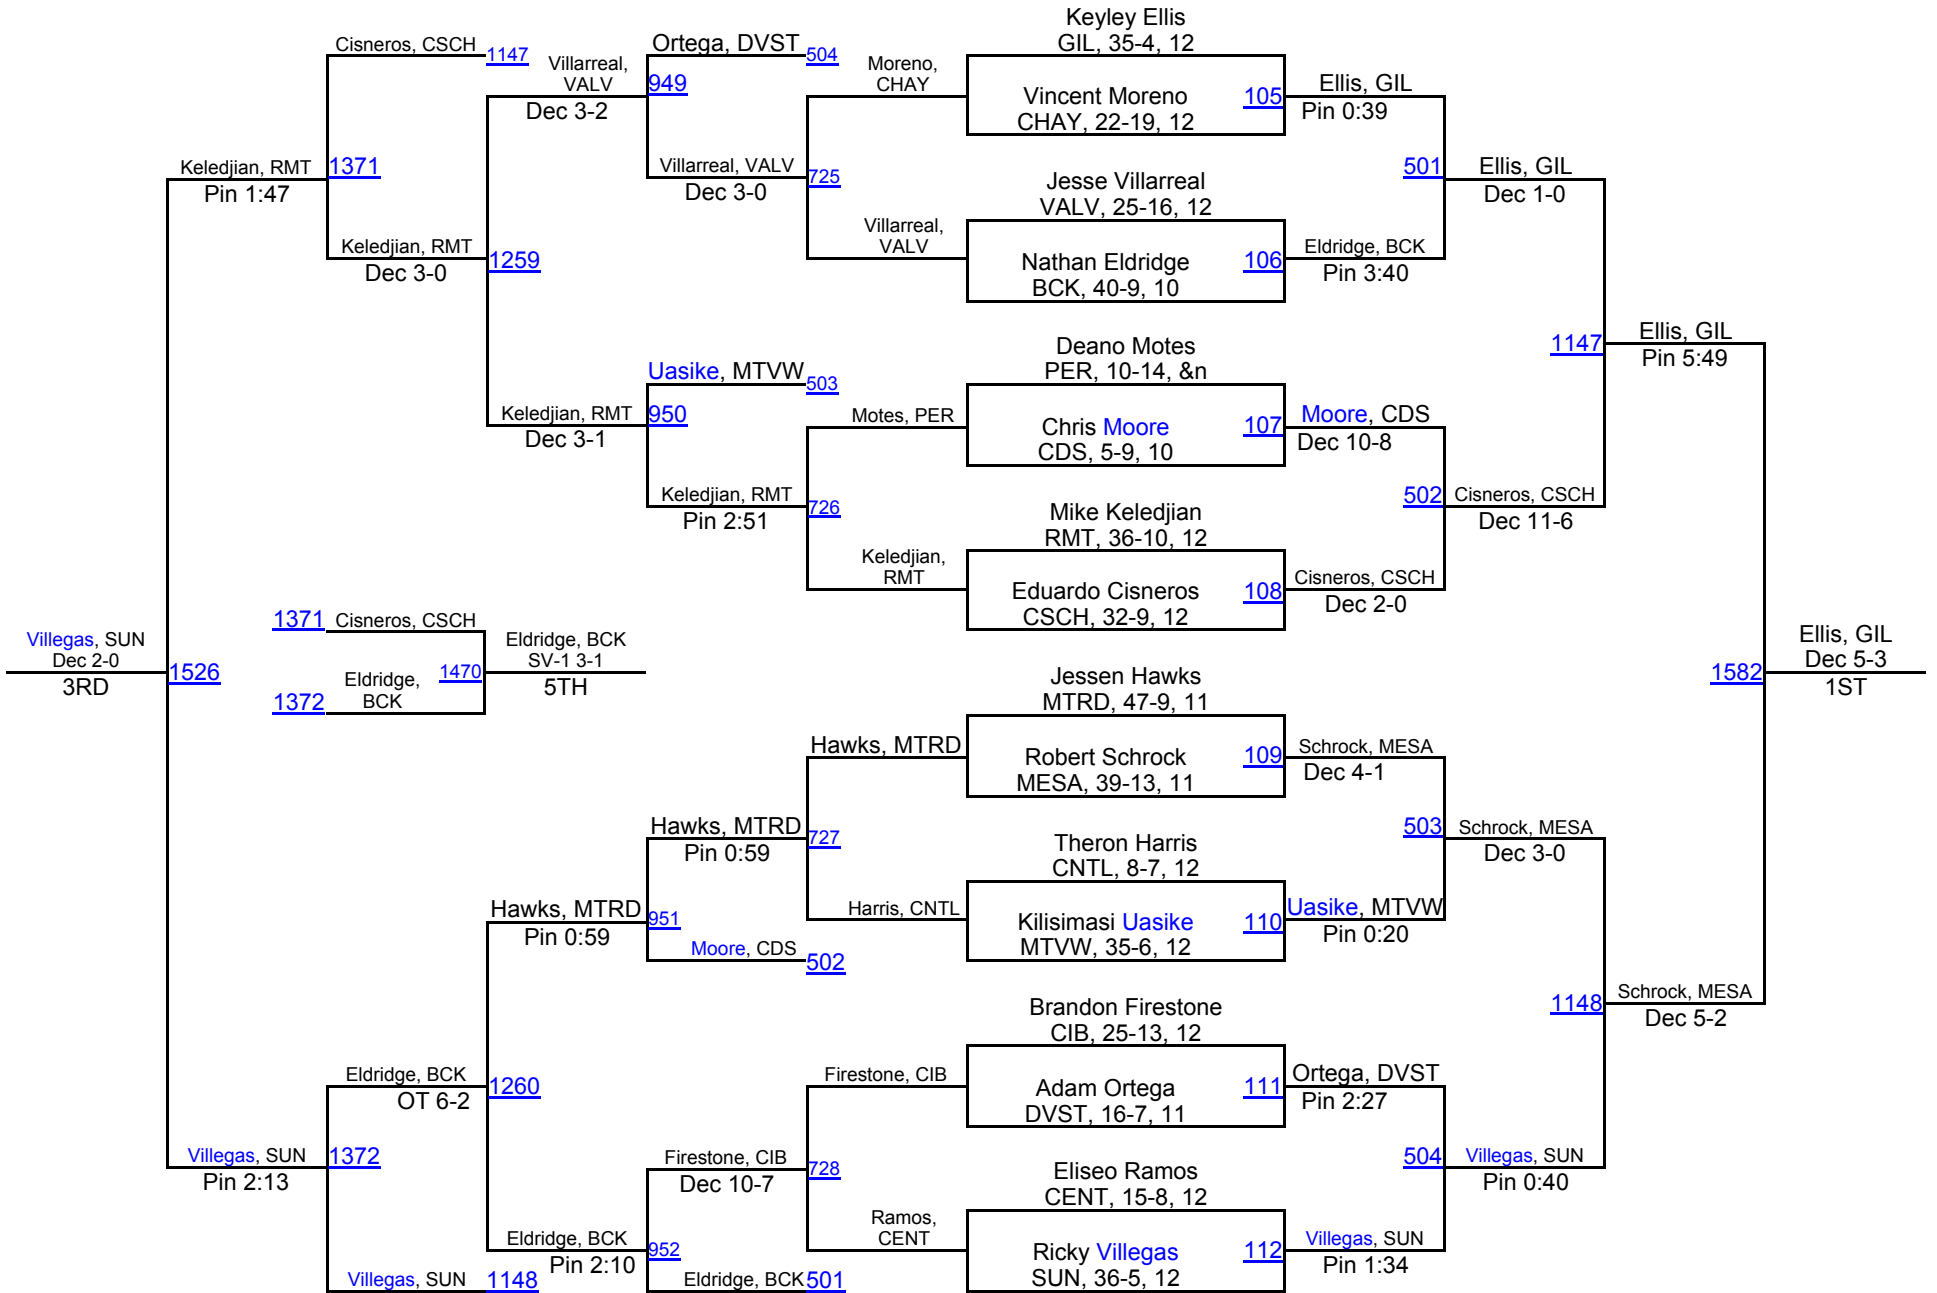 Keyley Ellis
GIL, 35-4, 12
Cisneros, CSCH
1147
Villarreal,
VALV
Dec 3-2
Ortega, DVST
504
949
Moreno,
CHAY
Vincent Moreno
CHAY, 22-19, 12
105
Ellis, GIL
Pin 0:39
Keledjian, RMT
Pin 1:47
1371
Villarreal, VALV
Dec 3-0
725
Jesse Villarreal
VALV, 25-16, 12
501
Ellis, GIL
Dec 1-0
Keledjian, RMT
Dec 3-0
1259
Villarreal,
VALV
Nathan Eldridge
BCK, 40-9, 10
106
Eldridge, BCK
Pin 3:40
Deano Motes
PER, 10-14, &n
1147
Ellis, GIL
Pin 5:49
Uasike, MTVW
503
Keledjian, RMT
Dec 3-1
950
Motes, PER
Chris Moore
CDS, 5-9, 10
107
Moore, CDS
Dec 10-8
Keledjian, RMT
Pin 2:51
726
Mike Keledjian
RMT, 36-10, 12
502
Cisneros, CSCH
Dec 11-6
Keledjian,
RMT
Eduardo Cisneros
CSCH, 32-9, 12
108
Cisneros, CSCH
Dec 2-0
Villegas, SUN
Dec 2-0
3RD
1526
1371
Cisneros, CSCH
Eldridge,
BCK
1372
1470
Eldridge, BCK
SV-1 3-1
5TH
Jessen Hawks
MTRD, 47-9, 11
1582
Ellis, GIL
Dec 5-3
1ST
Hawks, MTRD
Robert Schrock
MESA, 39-13, 11
109
Schrock, MESA
Dec 4-1
Hawks, MTRD
Pin 0:59
727
Theron Harris
CNTL, 8-7, 12
503
Schrock, MESA
Dec 3-0
Hawks, MTRD
Pin 0:59
951
Moore, CDS
502
Harris, CNTL
Kilisimasi Uasike
MTVW, 35-6, 12
110
Uasike, MTVW
Pin 0:20
Brandon Firestone
CIB, 25-13, 12
1148
Schrock, MESA
Dec 5-2
Eldridge, BCK
OT 6-2
1260
Firestone, CIB
Adam Ortega
DVST, 16-7, 11
111
Ortega, DVST
Pin 2:27
Villegas, SUN
Pin 2:13
1372
Firestone, CIB
Dec 10-7
728
Eliseo Ramos
CENT, 15-8, 12
504
Villegas, SUN
Pin 0:40
Eldridge, BCK
Pin 2:10
952
Ramos,
CENT
Ricky Villegas
SUN, 36-5, 12
112
Villegas, SUN
Pin 1:34
Villegas, SUN
1148
Eldridge, BCK
501